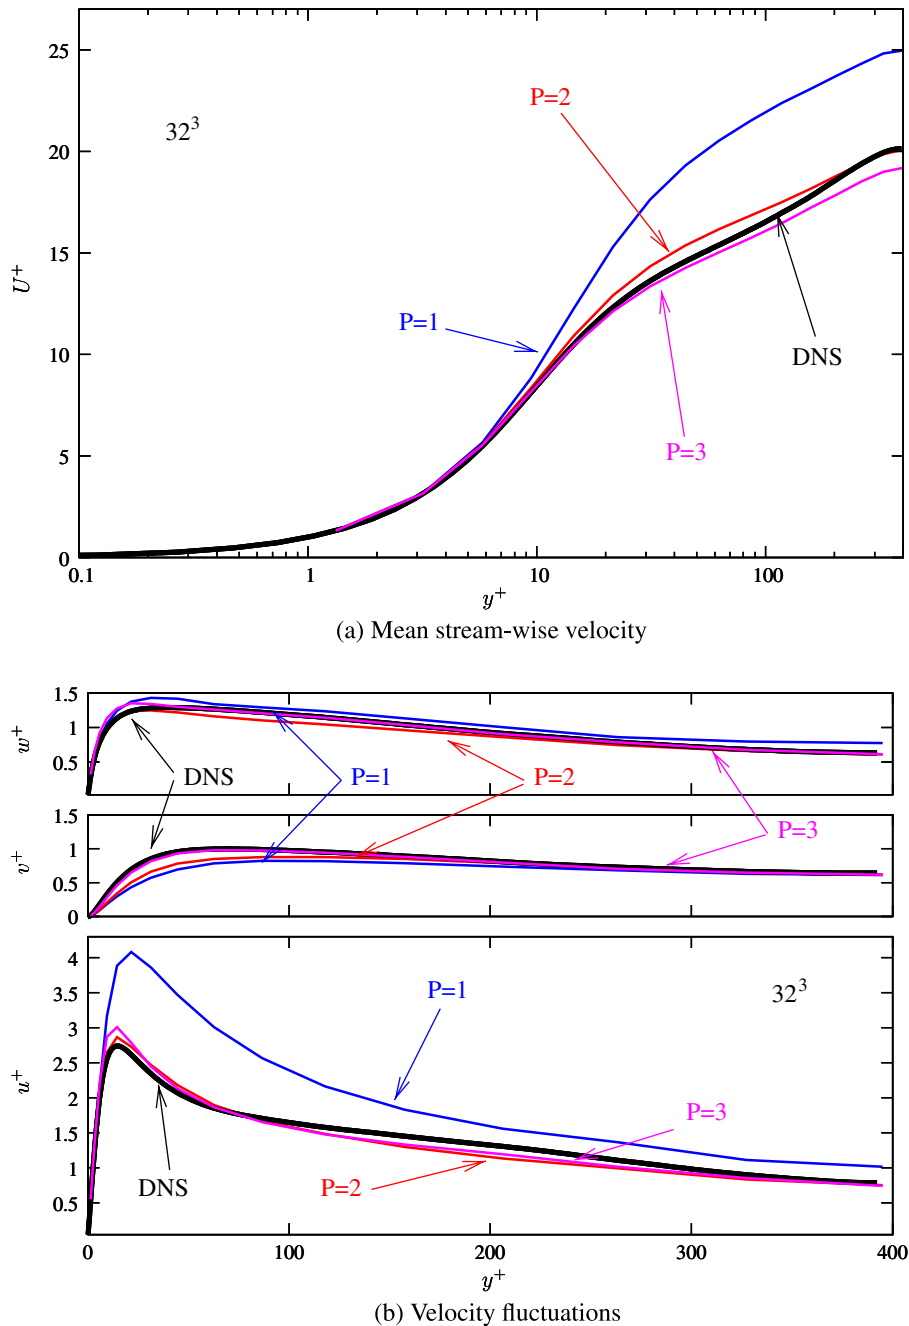 25
P=2
32³
20
15
U⁺
P=1
10
DNS
P=3
5
0
0.1 1 10 100
y⁺
(a) Mean stream-wise velocity
1.5
w⁺
1
0.5
DNS P=1 P=2
1.5
P=3
v⁺
1
0.5
0
4
P=1 32³
3.5
3
2.5
u⁺
2
P=3
1.5
1
DNS P=2
0.5
0 100 200 300 400
y⁺
(b) Velocity fluctuations